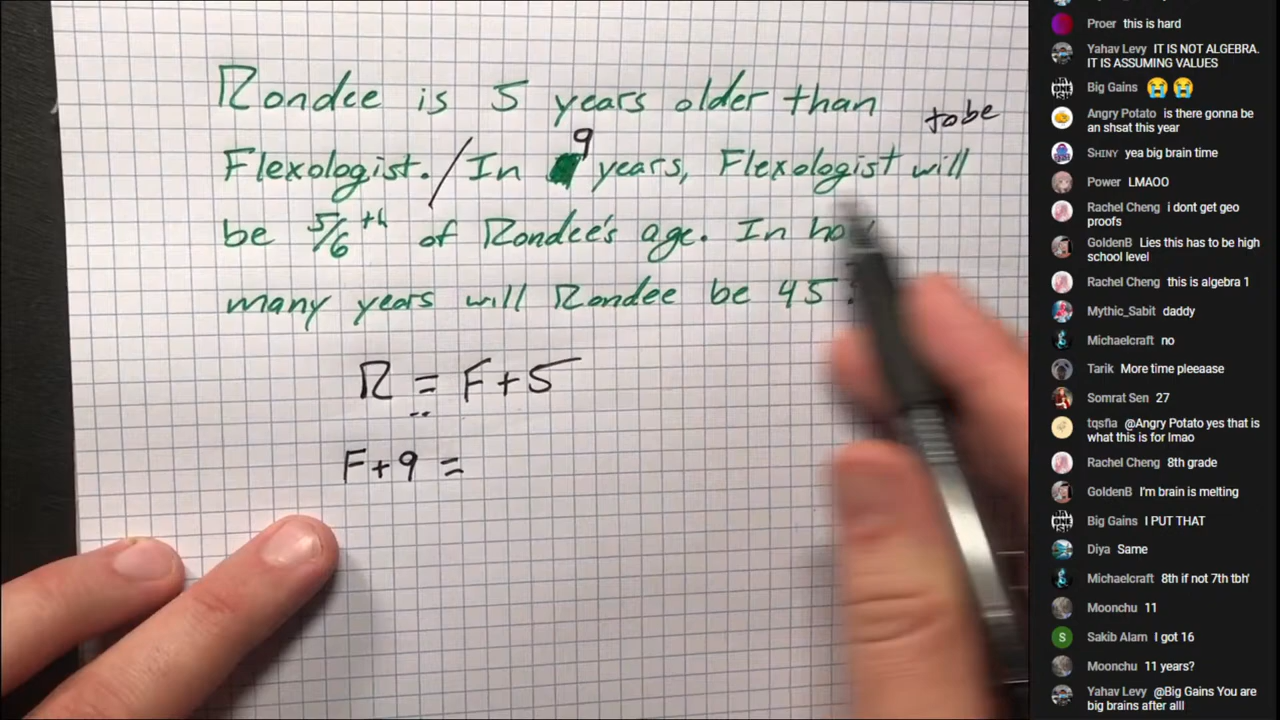 Rondee is 5 years older than
to be
Flexologist. / In 9 years, Flexologist will
be 5/6th of Rondee's age. In how
many years will Rondee be 45?
R = F + 5
F + 9 =
Proer this is hard
Yahav Levy IT IS NOT ALGEBRA.
IT IS ASSUMING VALUES
Big Gains 😭😭
Angry Potato is there gonna be
an shsat this year
SHINY yea big brain time
Power LMAOO
Rachel Cheng i dont get geo
proofs
GoldenB Lies this has to be high
school level
Rachel Cheng this is algebra 1
Mythic_Sabit daddy
Michaelcraft no
Tarik More time pleeaase
Somrat Sen 27
tqsfia @Angry Potato yes that is
what this is for lmao
Rachel Cheng 8th grade
GoldenB I'm brain is melting
Big Gains I PUT THAT
Diya Same
Michaelcraft 8th if not 7th tbh'
Moonchu 11
Sakib Alam I got 16
Moonchu 11 years?
Yahav Levy @Big Gains You are
big brains after alll